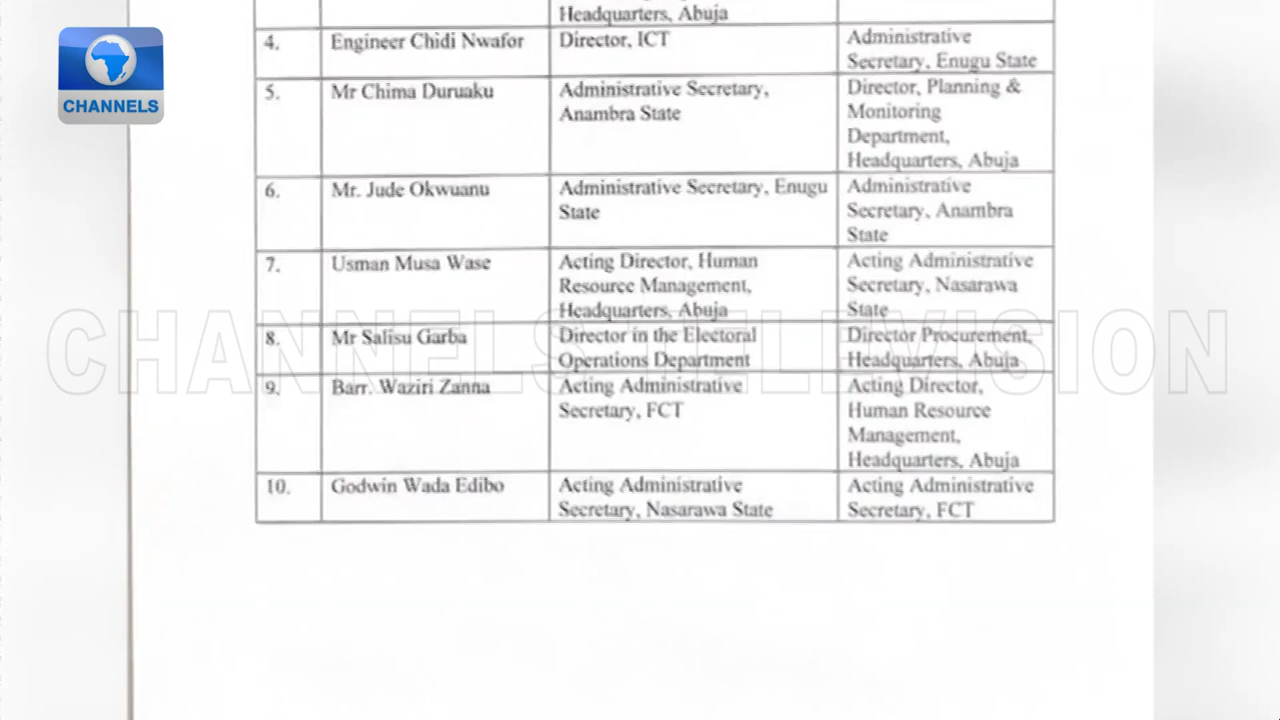 Headquarters, Abuja
CHANNELS
4. Engineer Chidi Nwafor Director, ICT Administrative
Secretary, Enugu State
5. Mr Chima Duruaku Administrative Secretary, Director, Planning &
Anambra State Monitoring
Department,
Headquarters, Abuja
6. Mr. Jude Okwuanu Administrative Secretary, Enugu Administrative
State Secretary, Anambra
State
7. Usman Musa Wase Acting Director, Human Acting Administrative
Resource Management, Secretary, Nasarawa
Headquarters, Abuja State
8. Mr Salisu Garba Director in the Electoral Director Procurement,
Operations Department Headquarters, Abuja
9. Barr. Waziri Zanna Acting Administrative Acting Director,
Secretary, FCT Human Resource
Management,
Headquarters, Abuja
10. Godwin Wada Edibo Acting Administrative Acting Administrative
Secretary, Nasarawa State Secretary, FCT
CHANNELS TELEVISION